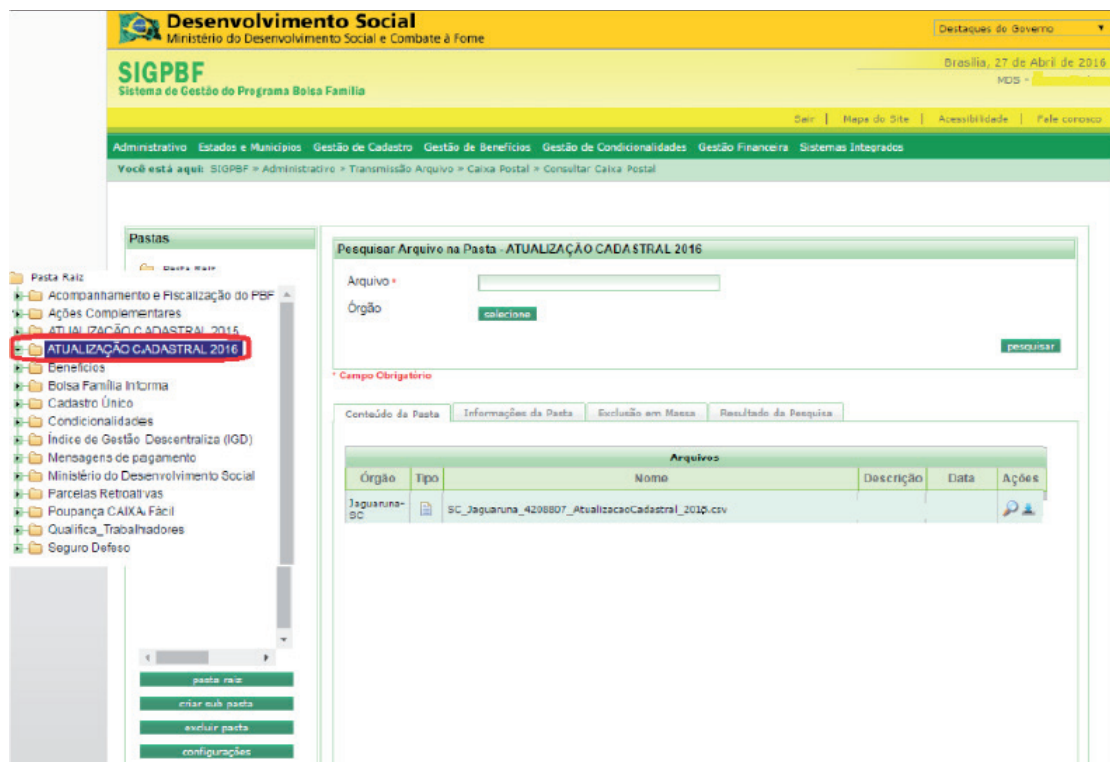 Desenvolvimento Social
Ministério do Desenvolvimento Social e Combate à Fome
Destaques do Governo
SIGPBF
Sistema de Gestão do Programa Bolsa Família
Brasília, 27 de Abril de 2016
MDS -
Sair | Mapa do Site | Acessibilidade | Fale conosco
Administrativo Estados e Municípios Gestão de Cadastro Gestão de Benefícios Gestão de Condicionalidades Gestão Financeira Sistemas Integrados
Você está aqui: SIGPBF » Administrativo » Transmissão Arquivo » Caixa Postal » Consultar Caixa Postal
Pastas
Pasta Raiz
Pasta Raiz
Acompanhamento e Fiscalização do PBF
Ações Complementares
ATUALIZAÇÃO CADASTRAL 2015
ATUALIZAÇÃO CADASTRAL 2016
Benefícios
Bolsa Família Informa
Cadastro Único
Condicionalidades
Índice de Gestão Descentraliza (IGD)
Mensagens de pagamento
Ministério do Desenvolvimento Social
Parcelas Retroativas
Poupança CAIXA Fácil
Qualifica_Trabalhadores
Seguro Defeso
pasta raiz
criar sub pasta
excluir pasta
configurações
Pesquisar Arquivo na Pasta - ATUALIZAÇÃO CADASTRAL 2016
Arquivo *
Órgão
selecione
pesquisar
* Campo Obrigatório
Conteúdo da Pasta Informações da Pasta Exclusão em Massa Resultado da Pesquisa
Arquivos
Órgão Tipo Nome Descrição Data Ações
Jaguaruna-
SC
SC_Jaguaruna_4208807_AtualizacaoCadastral_2016.csv